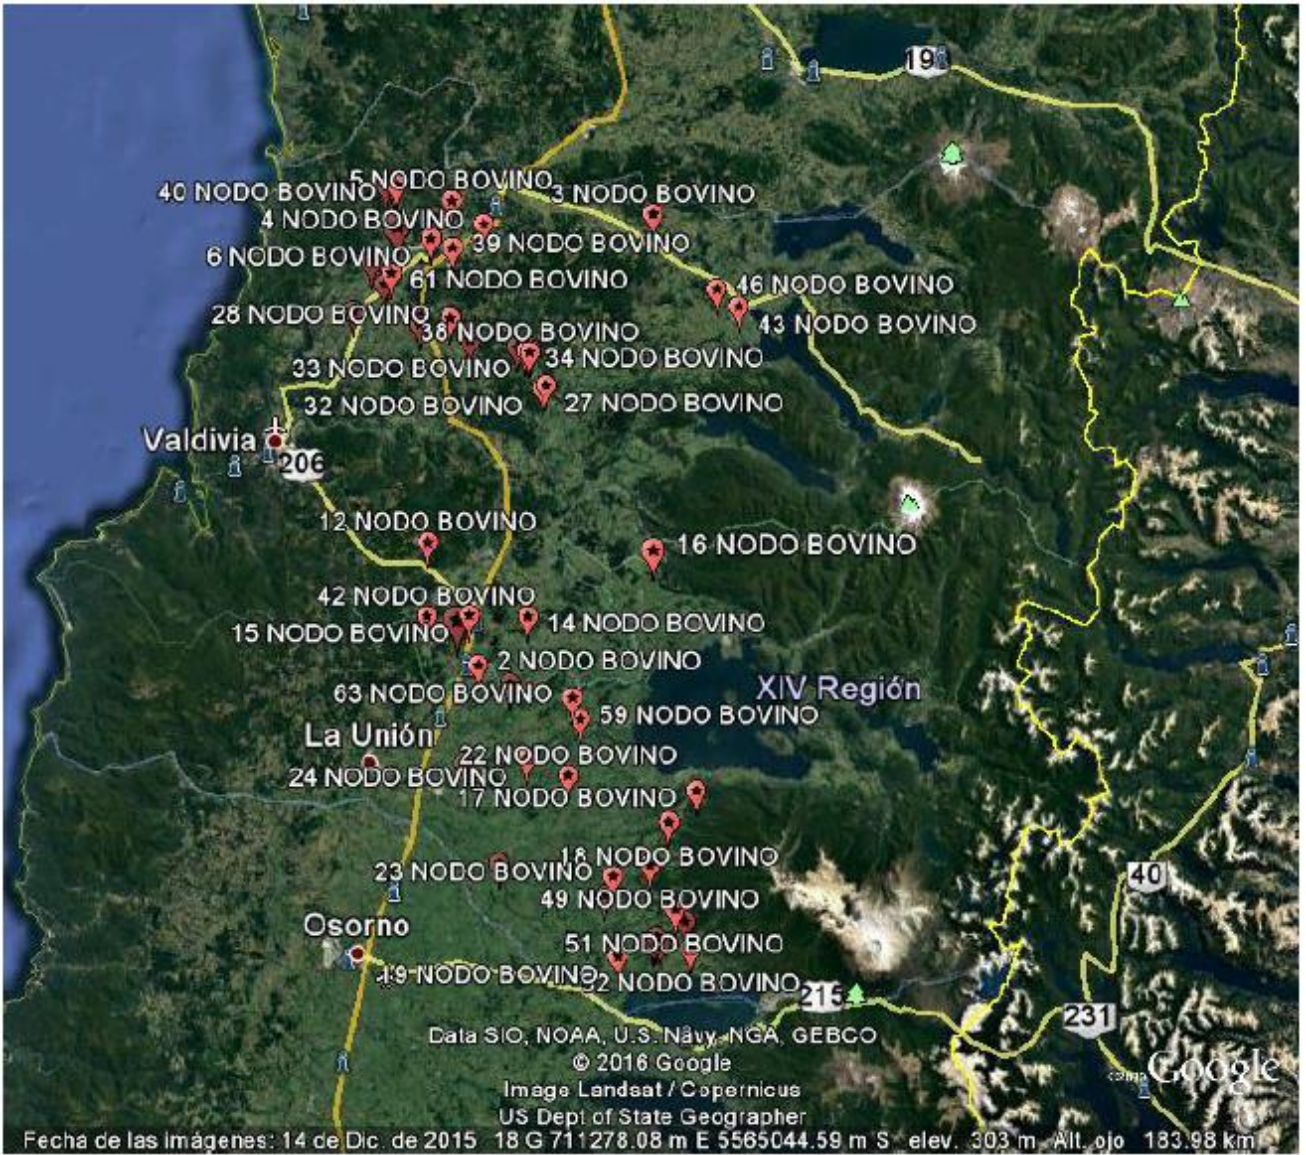 199
5 NODO BOVINO
40 NODO BOVINO
3 NODO BOVINO
4 NODO BOVINO
39 NODO BOVINO
6 NODO BOVINO
61 NODO BOVINO
46 NODO BOVINO
28 NODO BOVINO
43 NODO BOVINO
38 NODO BOVINO
34 NODO BOVINO
33 NODO BOVINO
32 NODO BOVINO
27 NODO BOVINO
Valdivia
206
12 NODO BOVINO
16 NODO BOVINO
42 NODO BOVINO
14 NODO BOVINO
15 NODO BOVINO
2 NODO BOVINO
XIV Región
63 NODO BOVINO
59 NODO BOVINO
La Unión
22 NODO BOVINO
24 NODO BOVINO
17 NODO BOVINO
18 NODO BOVINO
23 NODO BOVINO
40
49 NODO BOVINO
Osorno
51 NODO BOVINO
19 NODO BOVINO
NODO BOVINO
215
231
Data SIO, NOAA, U.S. Navy, NGA, GEBCO
© 2016 Google
Image Landsat / Copernicus
US Dept of State Geographer
Google
Fecha de las imágenes: 14 de Dic. de 2015 18 G 711278.08 m E 5565044.59 m S elev. 303 m Alt. ojo 183.98 km